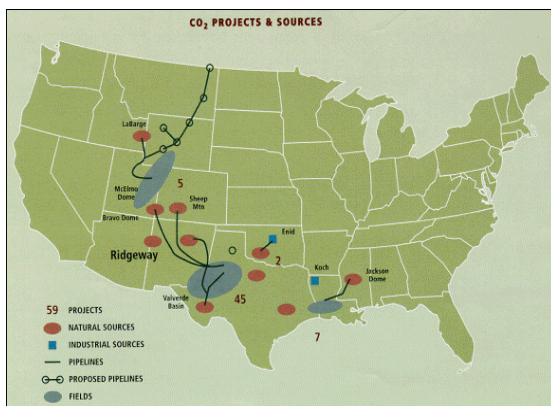 CO2 PROJECTS & SOURCES
LaBarge
McElmo
Dome
5
Sheep
Mtn
Bravo Dome
Ridgeway
Enid
2
Koch
Jackson
Dome
Valverde
Basin
45
7
59 PROJECTS
NATURAL SOURCES
INDUSTRIAL SOURCES
PIPELINES
PROPOSED PIPELINES
FIELDS